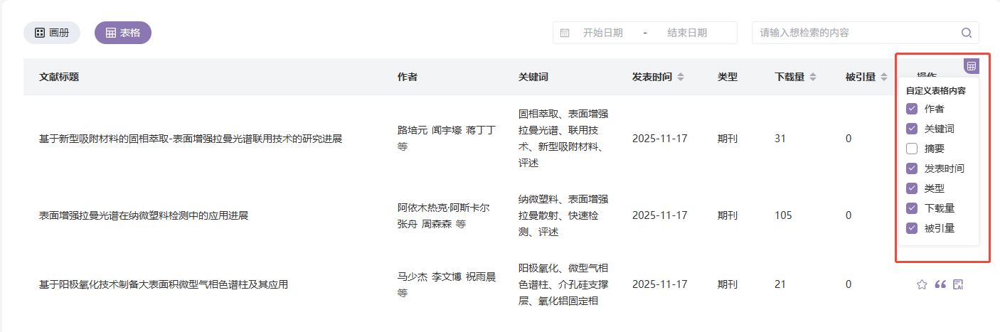 画册
表格
开始日期 - 结束日期
请输入想检索的内容
文献标题 作者 关键词 发表时间 类型 下载量 被引量 操作
自定义表格内容
作者
关键词
摘要
发表时间
类型
下载量
被引量
基于新型吸附材料的固相萃取-表面增强拉曼光谱联用技术的研究进展
路培元 闻宇壕 蒋丁丁
等
固相萃取、表面增强
拉曼光谱、联用技
术、新型吸附材料、
评述
2025-11-17
期刊
31
0
表面增强拉曼光谱在纳微塑料检测中的应用进展
阿依木热克·阿斯卡尔
张舟 周森森 等
纳微塑料、表面增强
拉曼散射、快速检
测、评述
2025-11-17
期刊
105
0
基于阳极氧化技术制备大表面积微型气相色谱柱及其应用
马少杰 李文博 祝雨晨
等
阳极氧化、微型气相
色谱柱、介孔硅支撑
层、氧化铝固定相
2025-11-17
期刊
21
0
AI